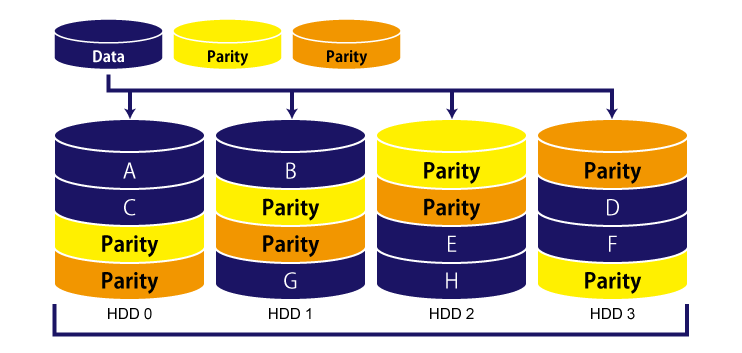 Data Parity Parity
A B Parity Parity
C Parity Parity D
Parity Parity E F
Parity G H Parity
HDD 0 HDD 1 HDD 2 HDD 3